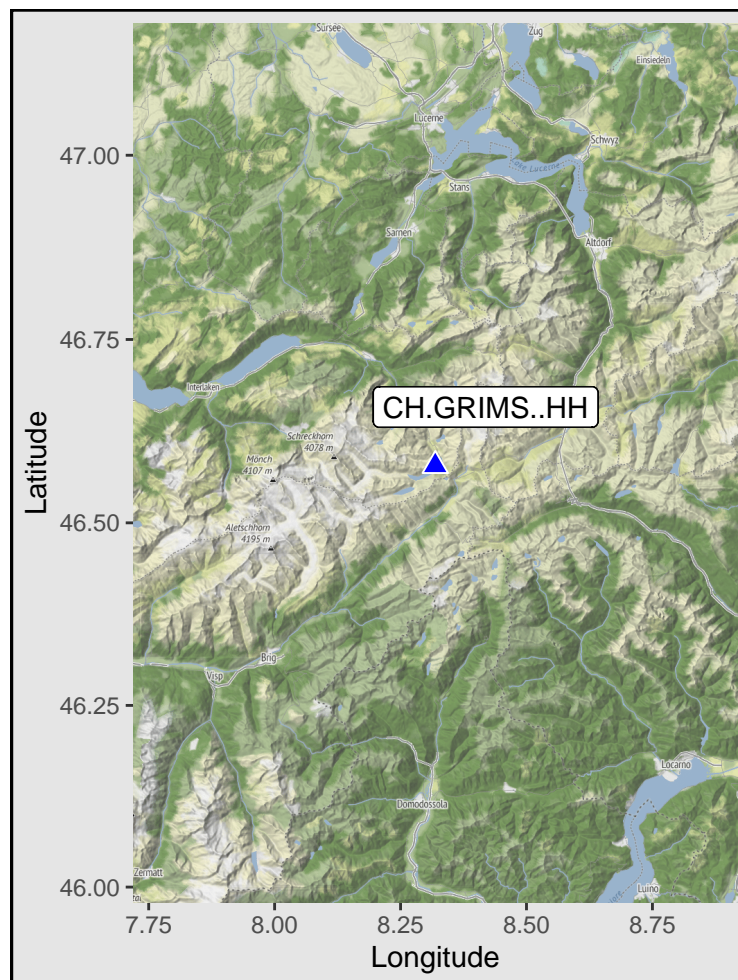 Sursee
Zug
Einsiedeln
Lucerne
47.00
Schwyz
Lake Lucerne
Stans
Sarnen
Altdorf
46.75
Interlaken
CH.GRIMS..HH
Schreckhorn
4078 m
Mönch
4107 m
Latitude
46.50
Aletschhorn
4195 m
Brig
Visp
46.25
Locarno
Domodossola
Zermatt
46.00
Luino
7.75
8.00
8.25
8.50
8.75
Longitude